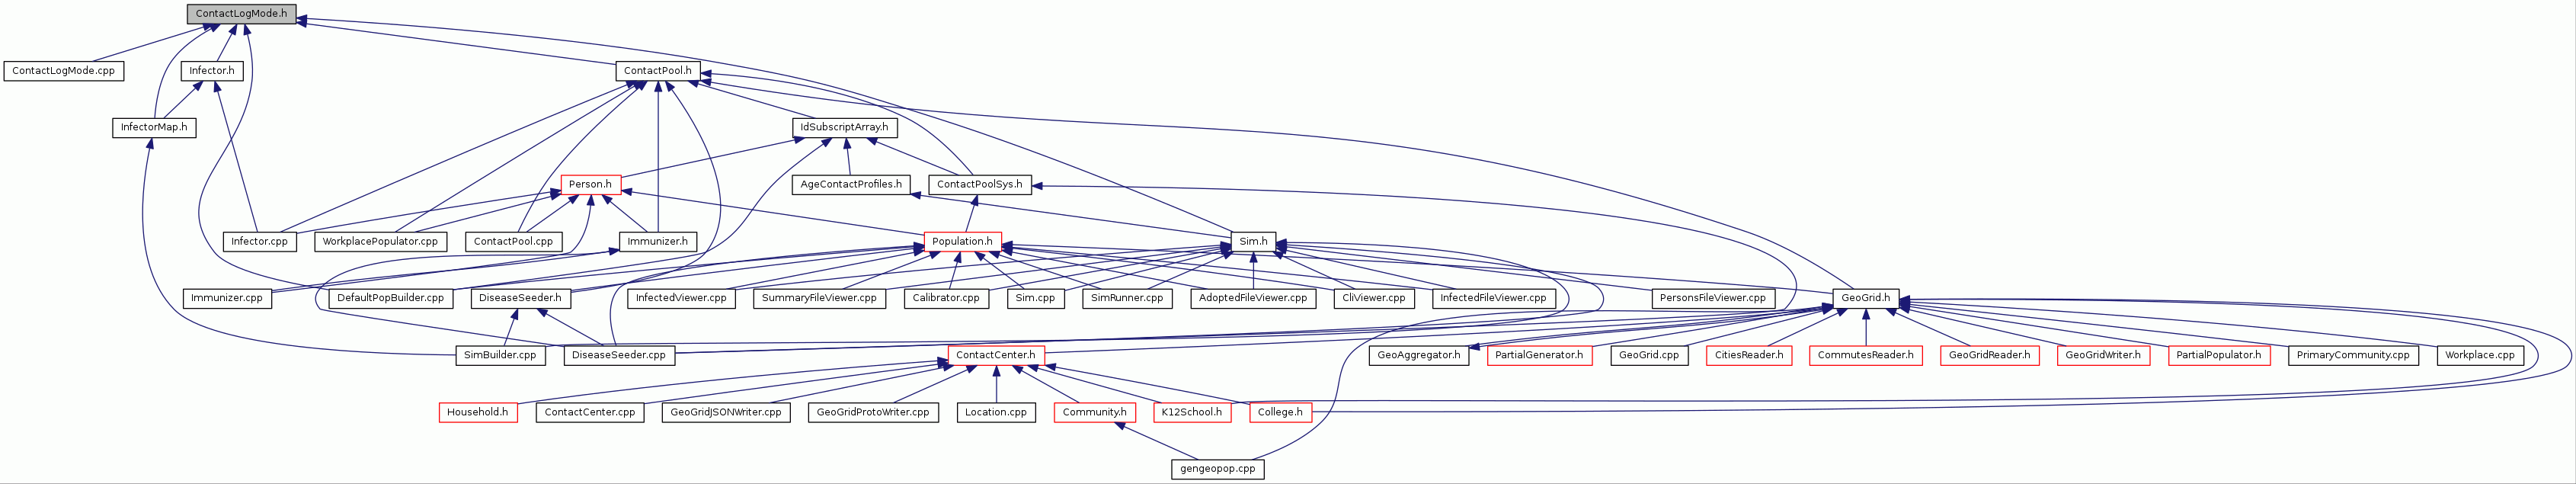 ContactLogMode.h
ContactLogMode.cpp
Infector.h
ContactPool.h
InfectorMap.h
IdSubscriptArray.h
Person.h
AgeContactProfiles.h
ContactPoolSys.h
Infector.cpp
WorkplacePopulator.cpp
ContactPool.cpp
Immunizer.h
Population.h
Sim.h
Immunizer.cpp
DefaultPopBuilder.cpp
DiseaseSeeder.h
InfectedViewer.cpp
SummaryFileViewer.cpp
Calibrator.cpp
Sim.cpp
SimRunner.cpp
AdoptedFileViewer.cpp
CliViewer.cpp
InfectedFileViewer.cpp
PersonsFileViewer.cpp
GeoGrid.h
SimBuilder.cpp
DiseaseSeeder.cpp
ContactCenter.h
GeoAggregator.h
PartialGenerator.h
GeoGrid.cpp
CitiesReader.h
CommutesReader.h
GeoGridReader.h
GeoGridWriter.h
PartialPopulator.h
PrimaryCommunity.cpp
Workplace.cpp
Household.h
ContactCenter.cpp
GeoGridJSONWriter.cpp
GeoGridProtoWriter.cpp
Location.cpp
Community.h
K12School.h
College.h
gengeopop.cpp